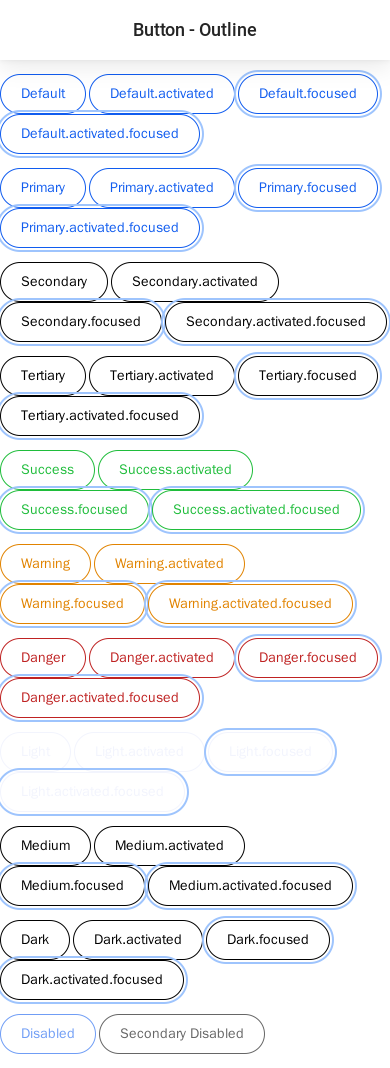 Button - Outline
Default Default.activated Default.focused
Default.activated.focused
Primary Primary.activated Primary.focused
Primary.activated.focused
Secondary Secondary.activated
Secondary.focused Secondary.activated.focused
Tertiary Tertiary.activated Tertiary.focused
Tertiary.activated.focused
Success Success.activated
Success.focused Success.activated.focused
Warning Warning.activated
Warning.focused Warning.activated.focused
Danger Danger.activated Danger.focused
Danger.activated.focused
Light Light.activated Light.focused
Light.activated.focused
Medium Medium.activated
Medium.focused Medium.activated.focused
Dark Dark.activated Dark.focused
Dark.activated.focused
Disabled Secondary Disabled